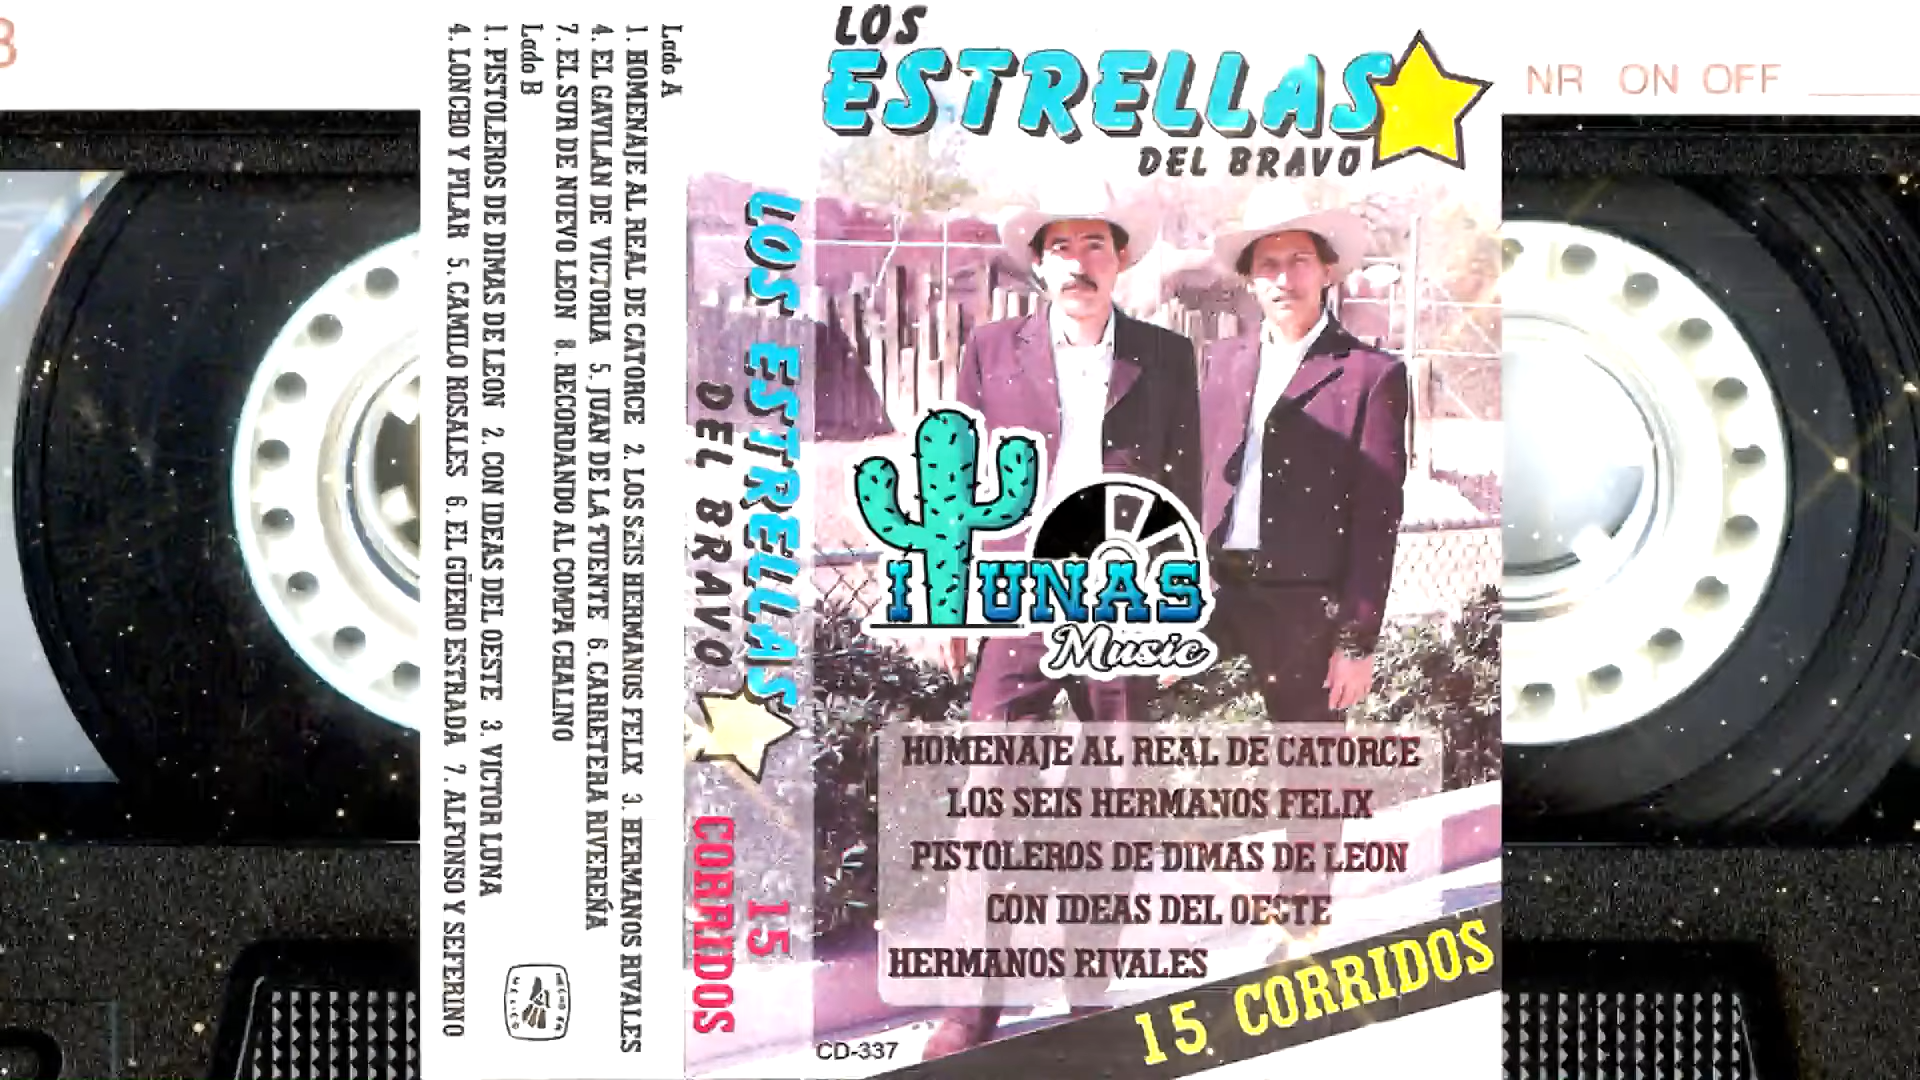 B
NR ON OFF
Lado A
1. HOMENAJE AL REAL DE CATORCE 2. LOS SEIS HERMANOS FELIX 3. HERMANOS RIVALES
4. EL GAVILAN DE VICTORIA 5. JUAN DE LA FUENTE 6. CARRETERA RIVEREÑA
7. EL SUR DE NUEVO LEON 8. RECORDANDO AL COMPA CHALINO
Lado B
1. PISTOLEROS DE DIMAS DE LEON 2. CON IDEAS DEL OESTE 3. VICTOR LUNA
4. LONCHO Y PILAR 5. CAMILO ROSALES 6. EL GÜERO ESTRADA 7. ALFONSO Y SEFERINO
HECHO EN
MEXICO
LOS ESTRELLAS
DEL BRAVO
15
CORRIDOS
LOS
ESTRELLAS
DEL BRAVO
ITUNAS
Music
HOMENAJE AL REAL DE CATORCE
LOS SEIS HERMANOS FELIX
PISTOLEROS DE DIMAS DE LEON
CON IDEAS DEL OESTE
HERMANOS RIVALES
15 CORRIDOS
CD-337